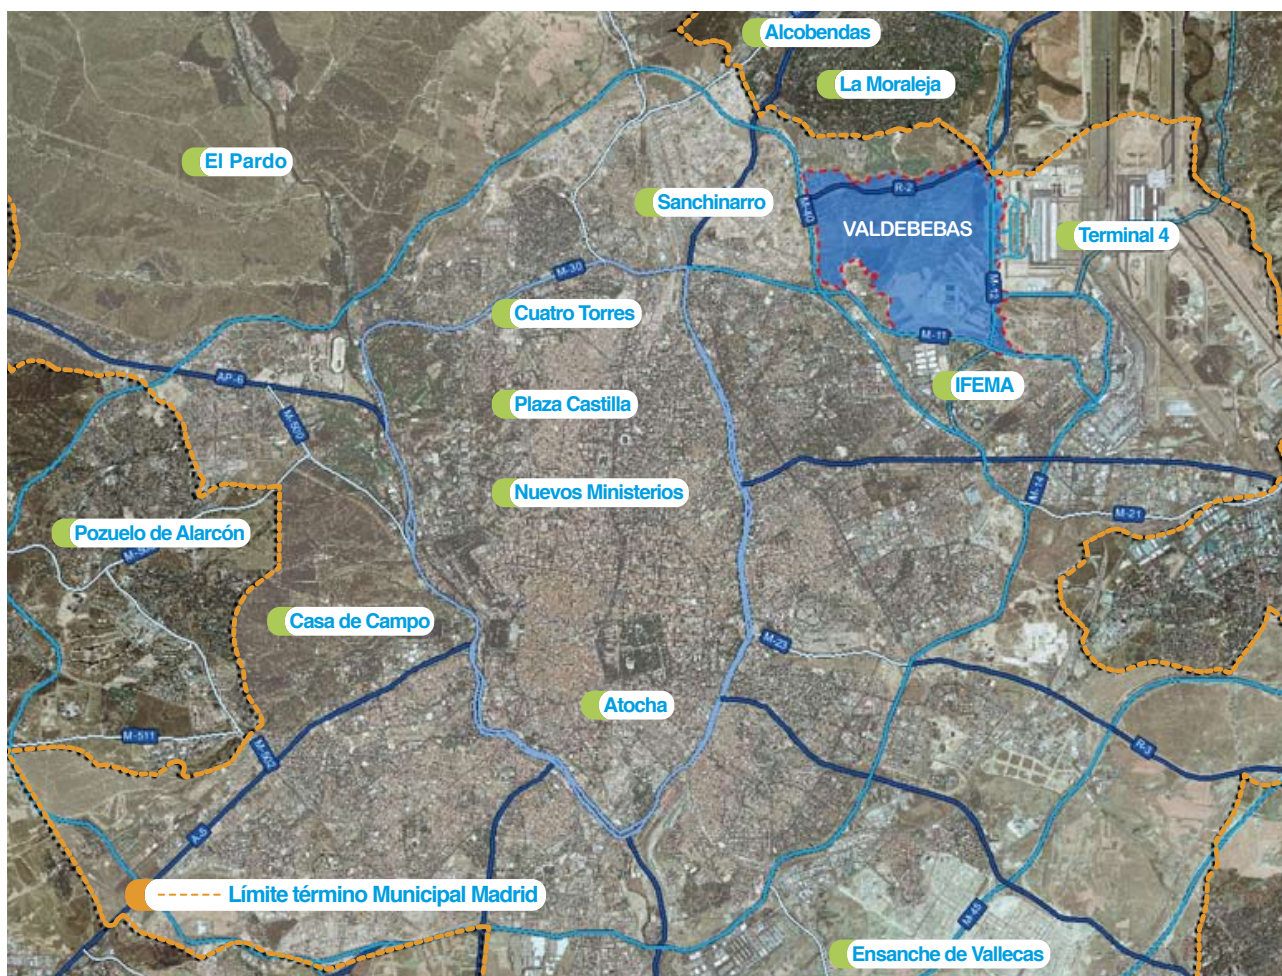 Alcobendas
La Moraleja
El Pardo
R-2
Sanchinarro
M-40
VALDEBEBAS
Terminal 4
M-30
M-12
Cuatro Torres
M-11
AP-6
IFEMA
Plaza Castilla
M-500
Nuevos Ministerios
M-14
M-21
Pozuelo de Alarcón
Casa de Campo
M-23
Atocha
M-511
M-502
R-3
A-5
Límite término Municipal Madrid
M-45
Ensanche de Vallecas